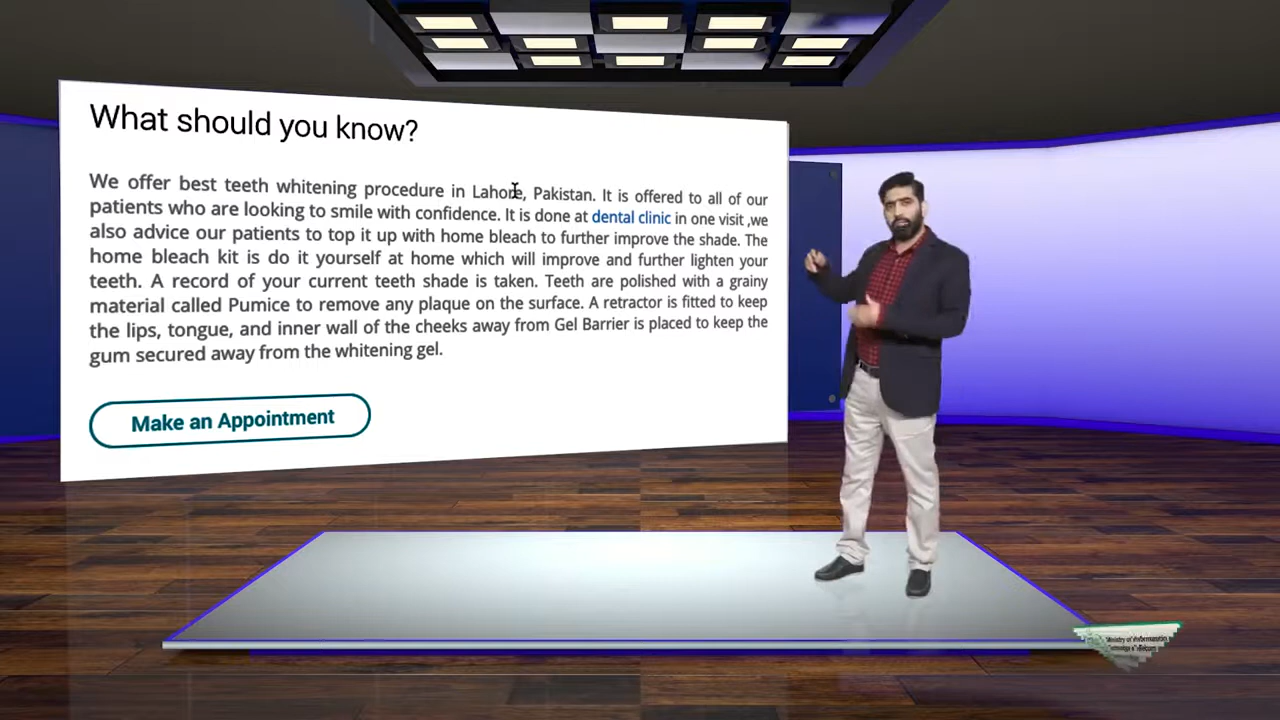 What should you know?
We offer best teeth whitening procedure in Lahore, Pakistan. It is offered to all of our
patients who are looking to smile with confidence. It is done at dental clinic in one visit ,we
also advice our patients to top it up with home bleach to further improve the shade. The
home bleach kit is do it yourself at home which will improve and further lighten your
teeth. A record of your current teeth shade is taken. Teeth are polished with a grainy
material called Pumice to remove any plaque on the surface. A retractor is fitted to keep
the lips, tongue, and inner wall of the cheeks away from Gel Barrier is placed to keep the
gum secured away from the whitening gel.
Make an Appointment
Ministry of